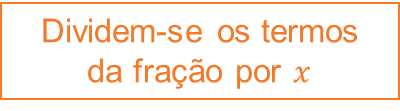 Dividem-se os termos
da fração por 𝑥